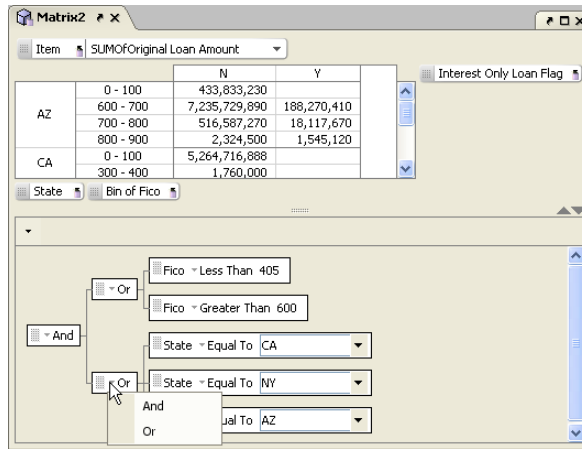 Matrix2
Item SUMOfOriginal Loan Amount
N Y
Interest Only Loan Flag
AZ
0 - 100 433,833,230
600 - 700 7,235,729,890 188,270,410
700 - 800 516,587,270 18,117,670
800 - 900 2,324,500 1,545,120
CA
0 - 100 5,264,716,888
300 - 400 1,760,000
State Bin of Fico
Fico Less Than 405
Or
Fico Greater Than 600
And
State Equal To CA
Or State Equal To NY
And
ual To AZ
Or